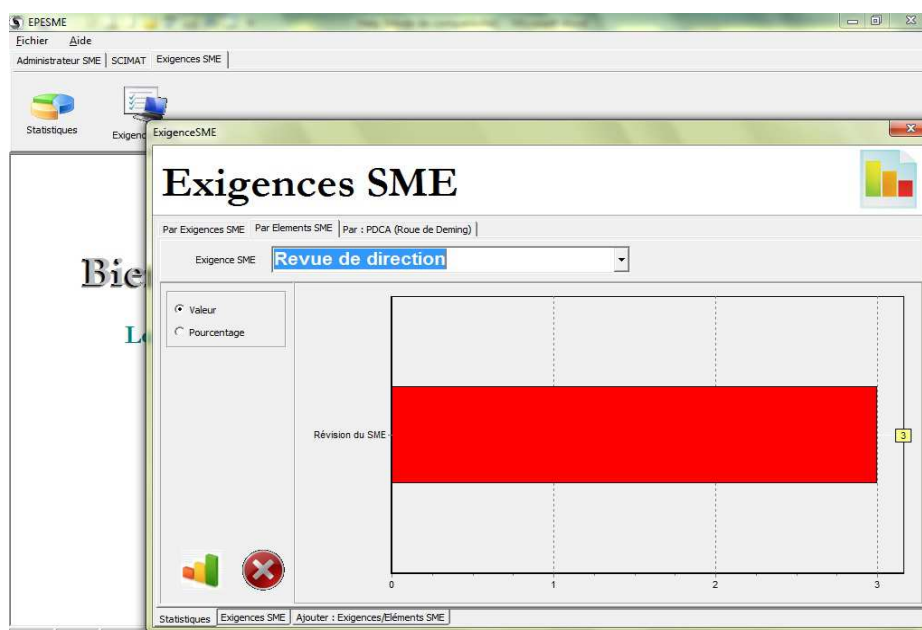 EPESME
Fichier Aide
Administrateur SME SCIMAT Exigences SME
Statistiques Exigenc
ExigenceSME
Exigences SME
Par Exigences SME Par Elements SME Par : PDCA (Roue de Deming)
Exigence SME Revue de direction
Bie
Valeur
Pourcentage
L
Révision du SME
3
0 1 2 3
Statistiques Exigences SME Ajouter : Exigences/Eléments SME